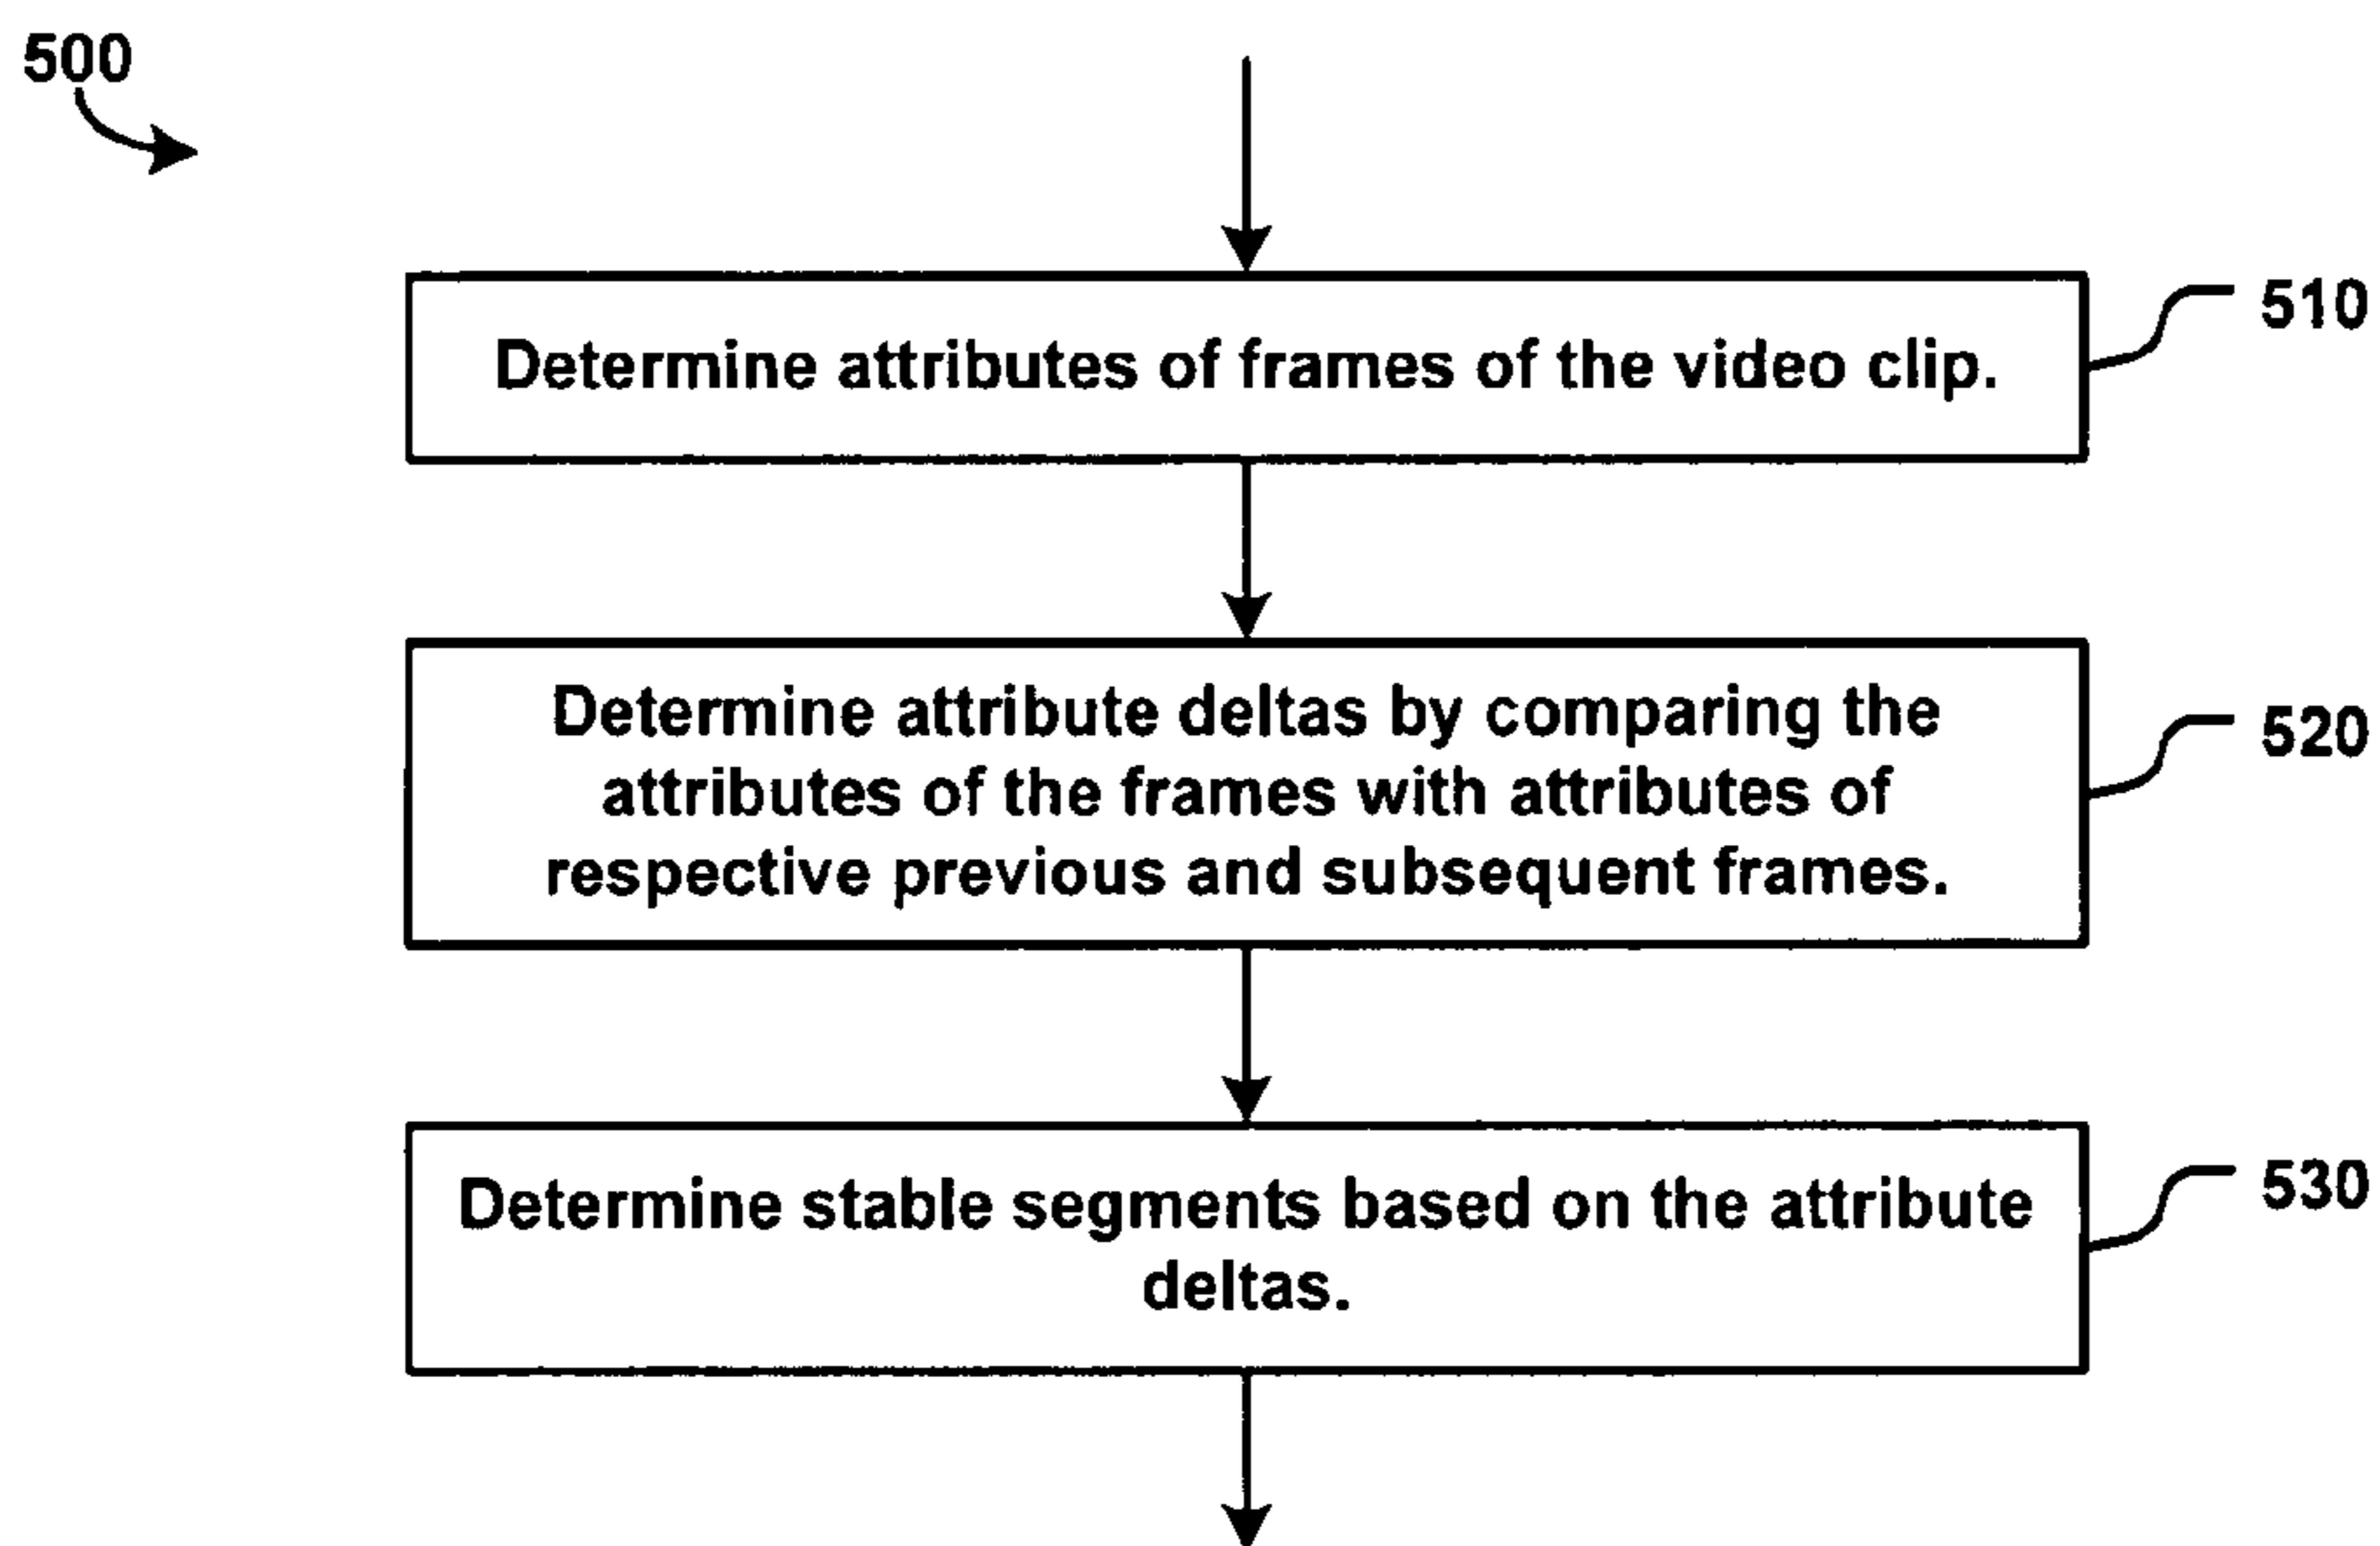 500
Determine attributes of frames of the video clip.
510
Determine attribute deltas by comparing the
attributes of the frames with attributes of
respective previous and subsequent frames.
520
Determine stable segments based on the attribute
deltas.
530